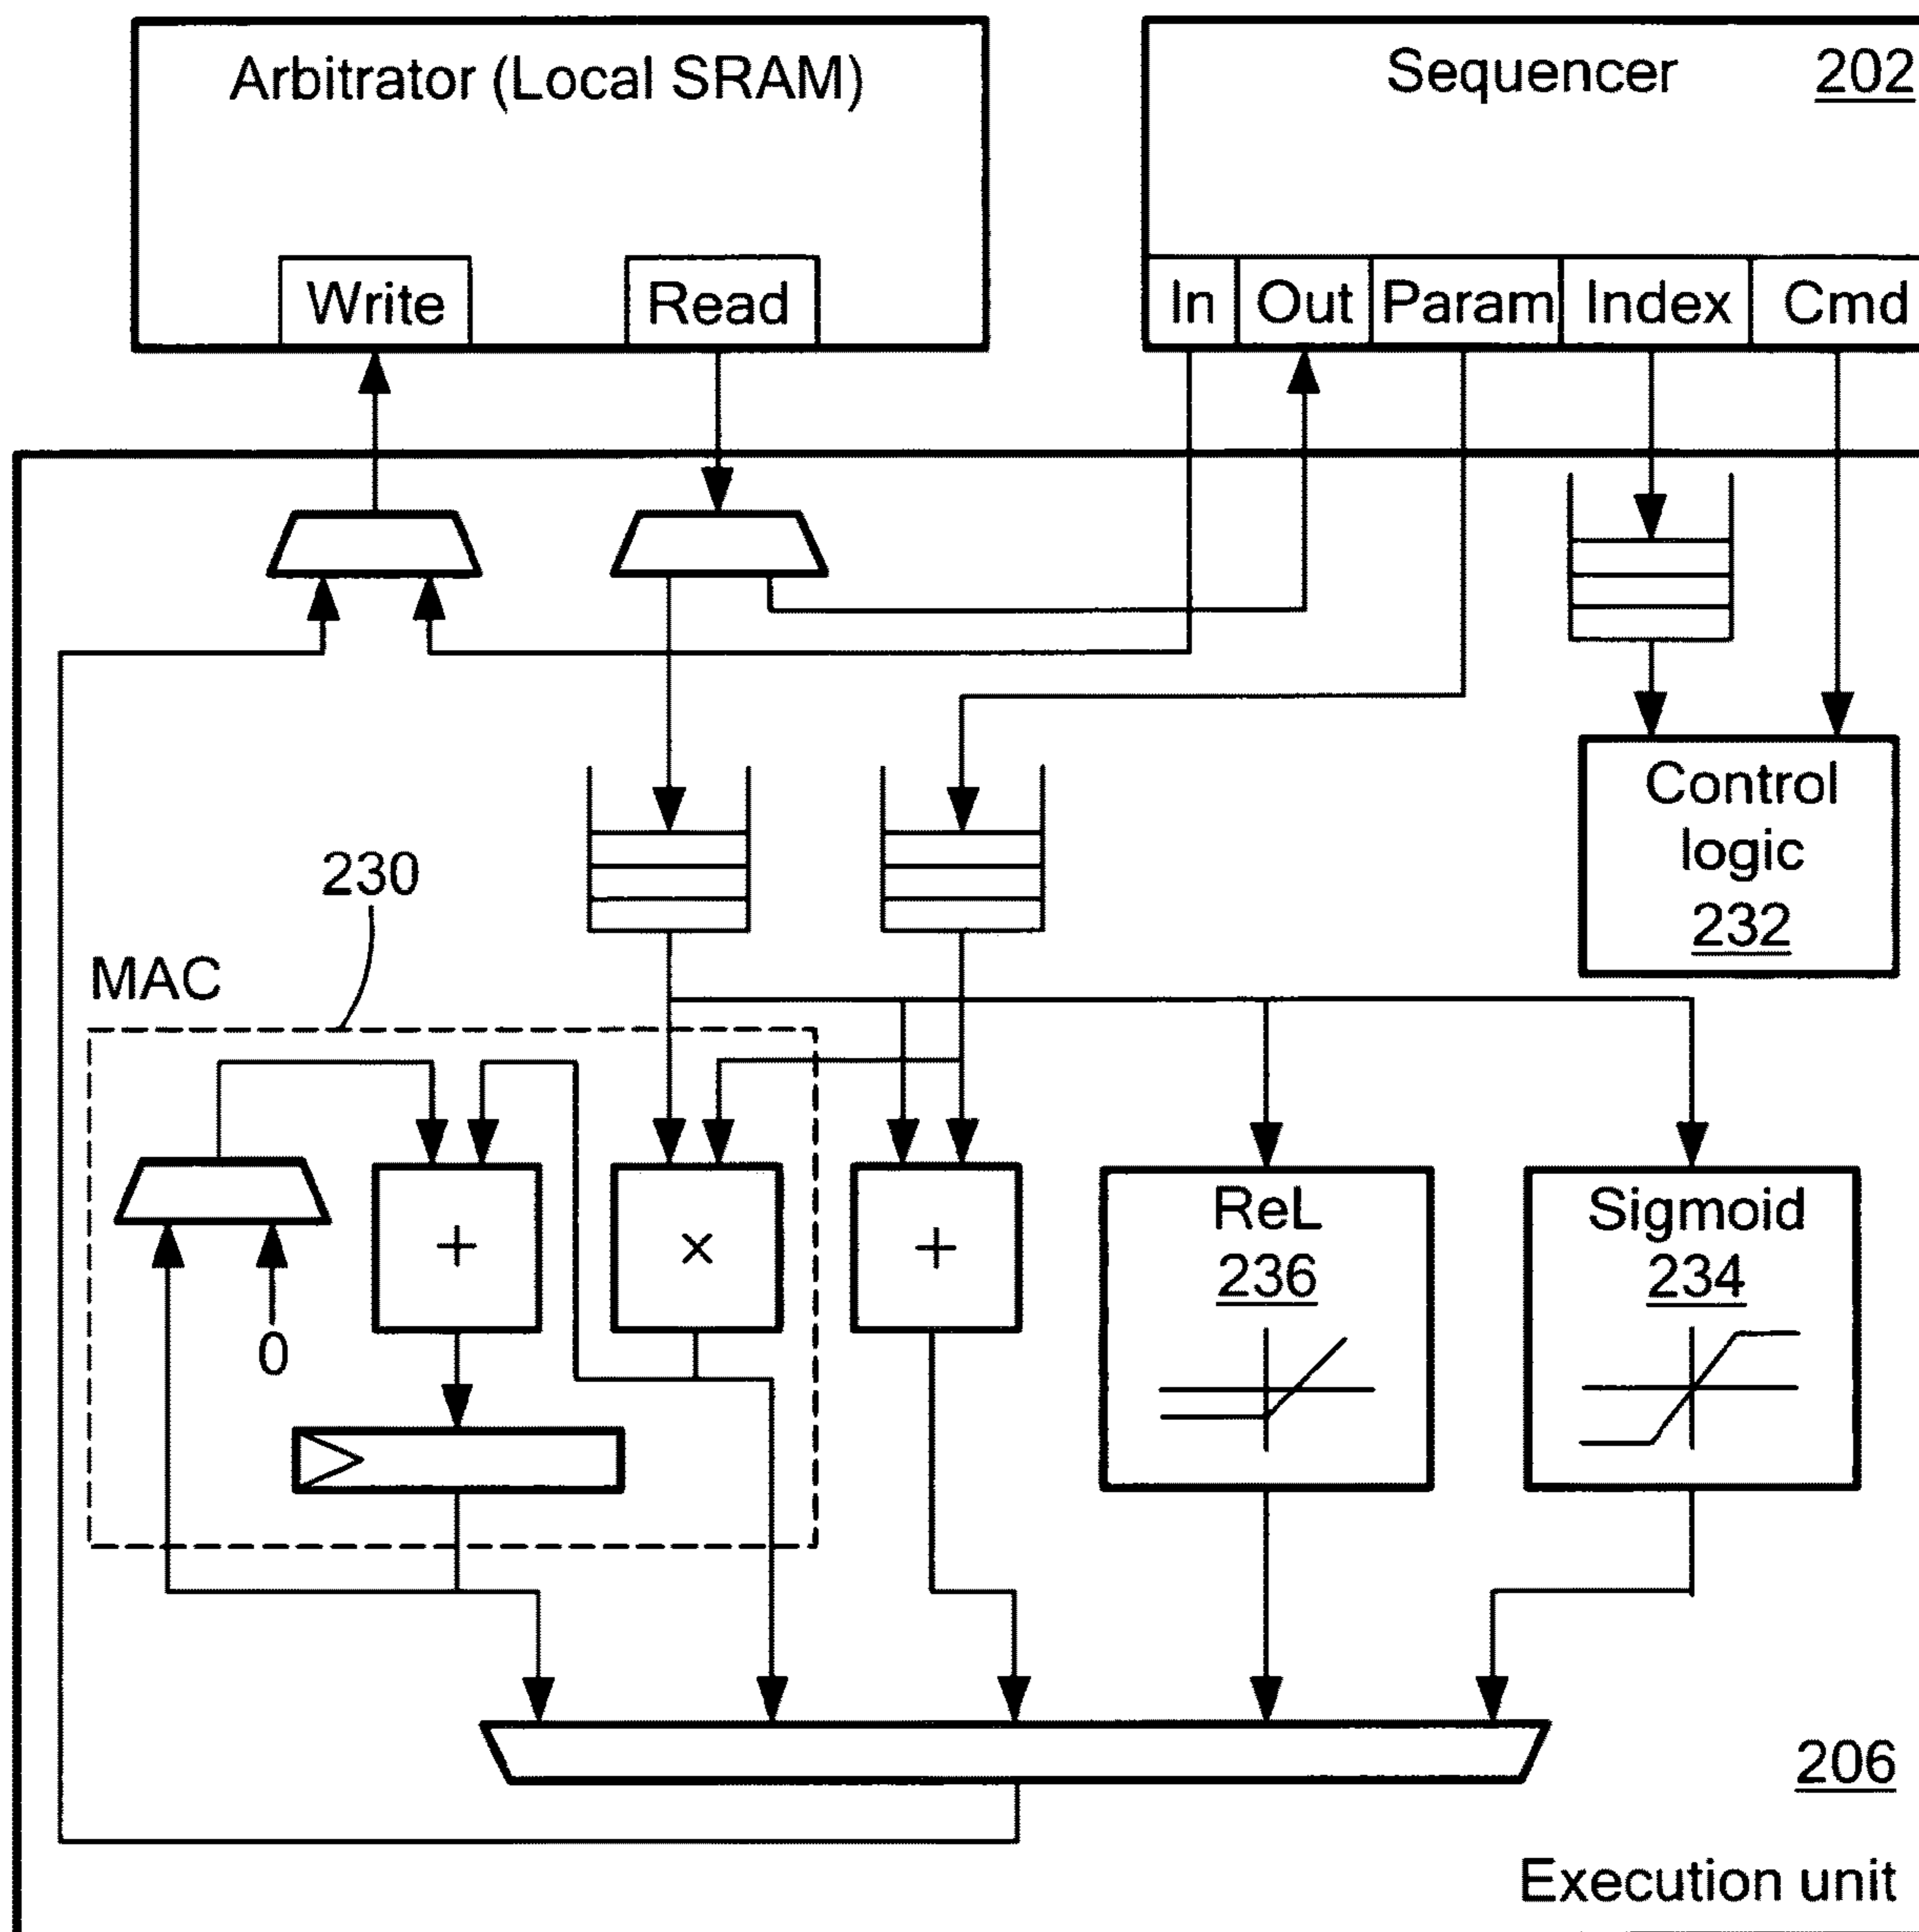 Arbitrator (Local SRAM)
Sequencer 202
Write Read
In Out Param Index Cmd
Control
logic
232
230
MAC
+ × +
0
ReL
236
Sigmoid
234
206
Execution unit